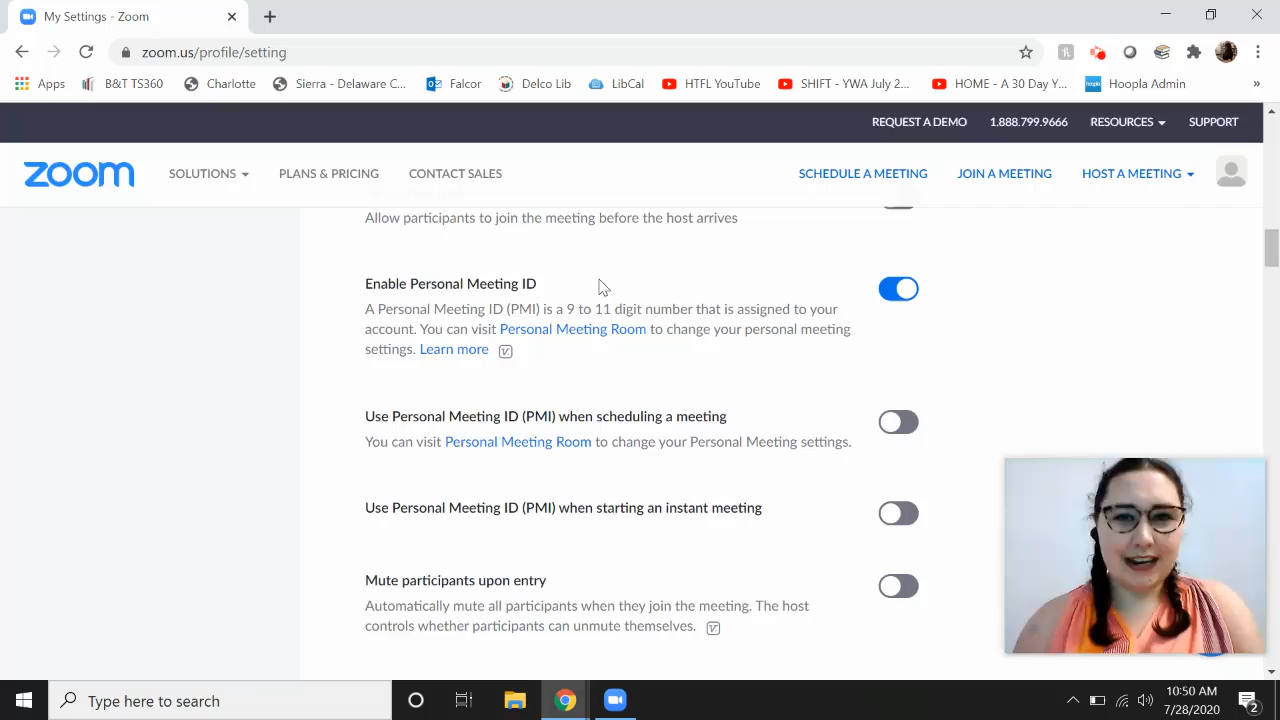 My Settings - Zoom
zoom.us/profile/setting
Apps
B&T TS360
Charlotte
Sierra - Delaware C...
Falcor
Delco Lib
LibCal
HTFL YouTube
SHIFT - YWA July 2...
HOME - A 30 Day Y...
hoopla
Hoopla Admin
»
REQUEST A DEMO
1.888.799.9666
RESOURCES
SUPPORT
zoom
SOLUTIONS
PLANS & PRICING
CONTACT SALES
SCHEDULE A MEETING
JOIN A MEETING
HOST A MEETING
Allow participants to join the meeting before the host arrives
Enable Personal Meeting ID
A Personal Meeting ID (PMI) is a 9 to 11 digit number that is assigned to your
account. You can visit Personal Meeting Room to change your personal meeting
settings. Learn more
Use Personal Meeting ID (PMI) when scheduling a meeting
You can visit Personal Meeting Room to change your Personal Meeting settings.
Use Personal Meeting ID (PMI) when starting an instant meeting
Mute participants upon entry
Automatically mute all participants when they join the meeting. The host
controls whether participants can unmute themselves.
Type here to search
10:50 AM
7/28/2020
2